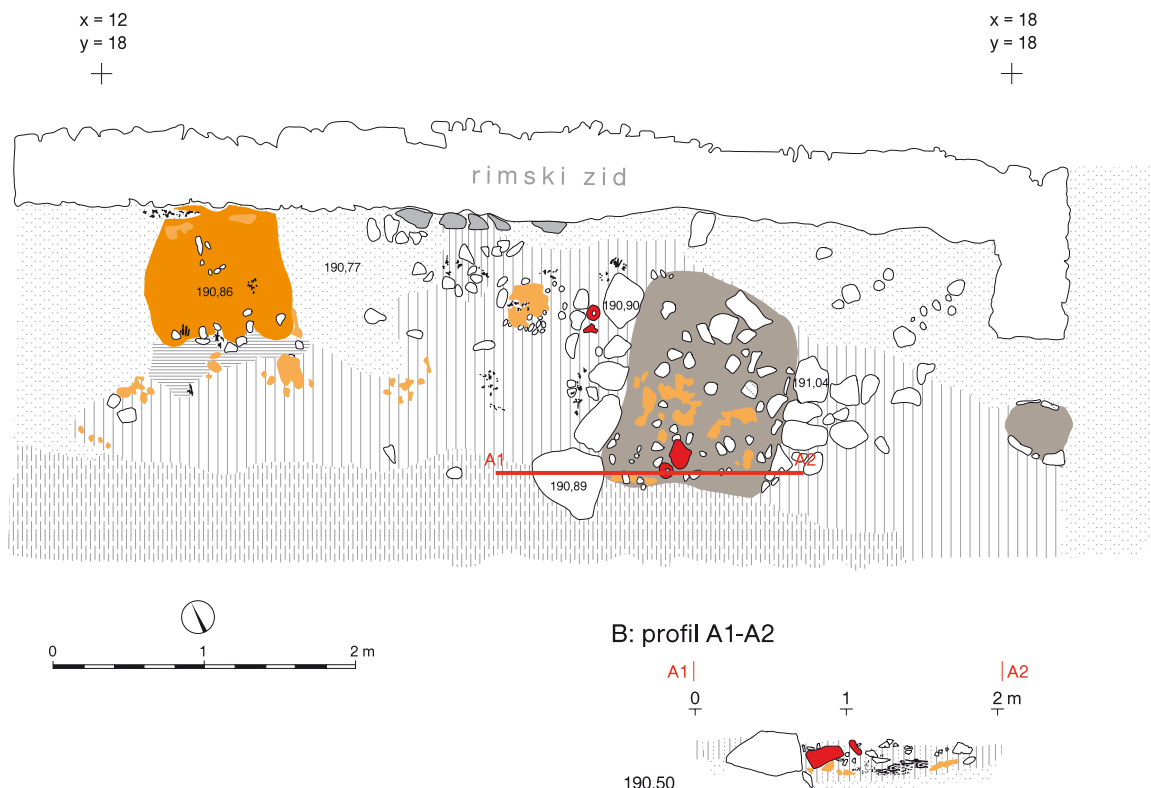 x = 12
y = 18
x = 18
y = 18
rimski zid
190,77
190,86
190,90
191,04
A1
A2
190,89
0 1 2 m
B: profil A1-A2
A1
A2
0 1 2 m
190,50